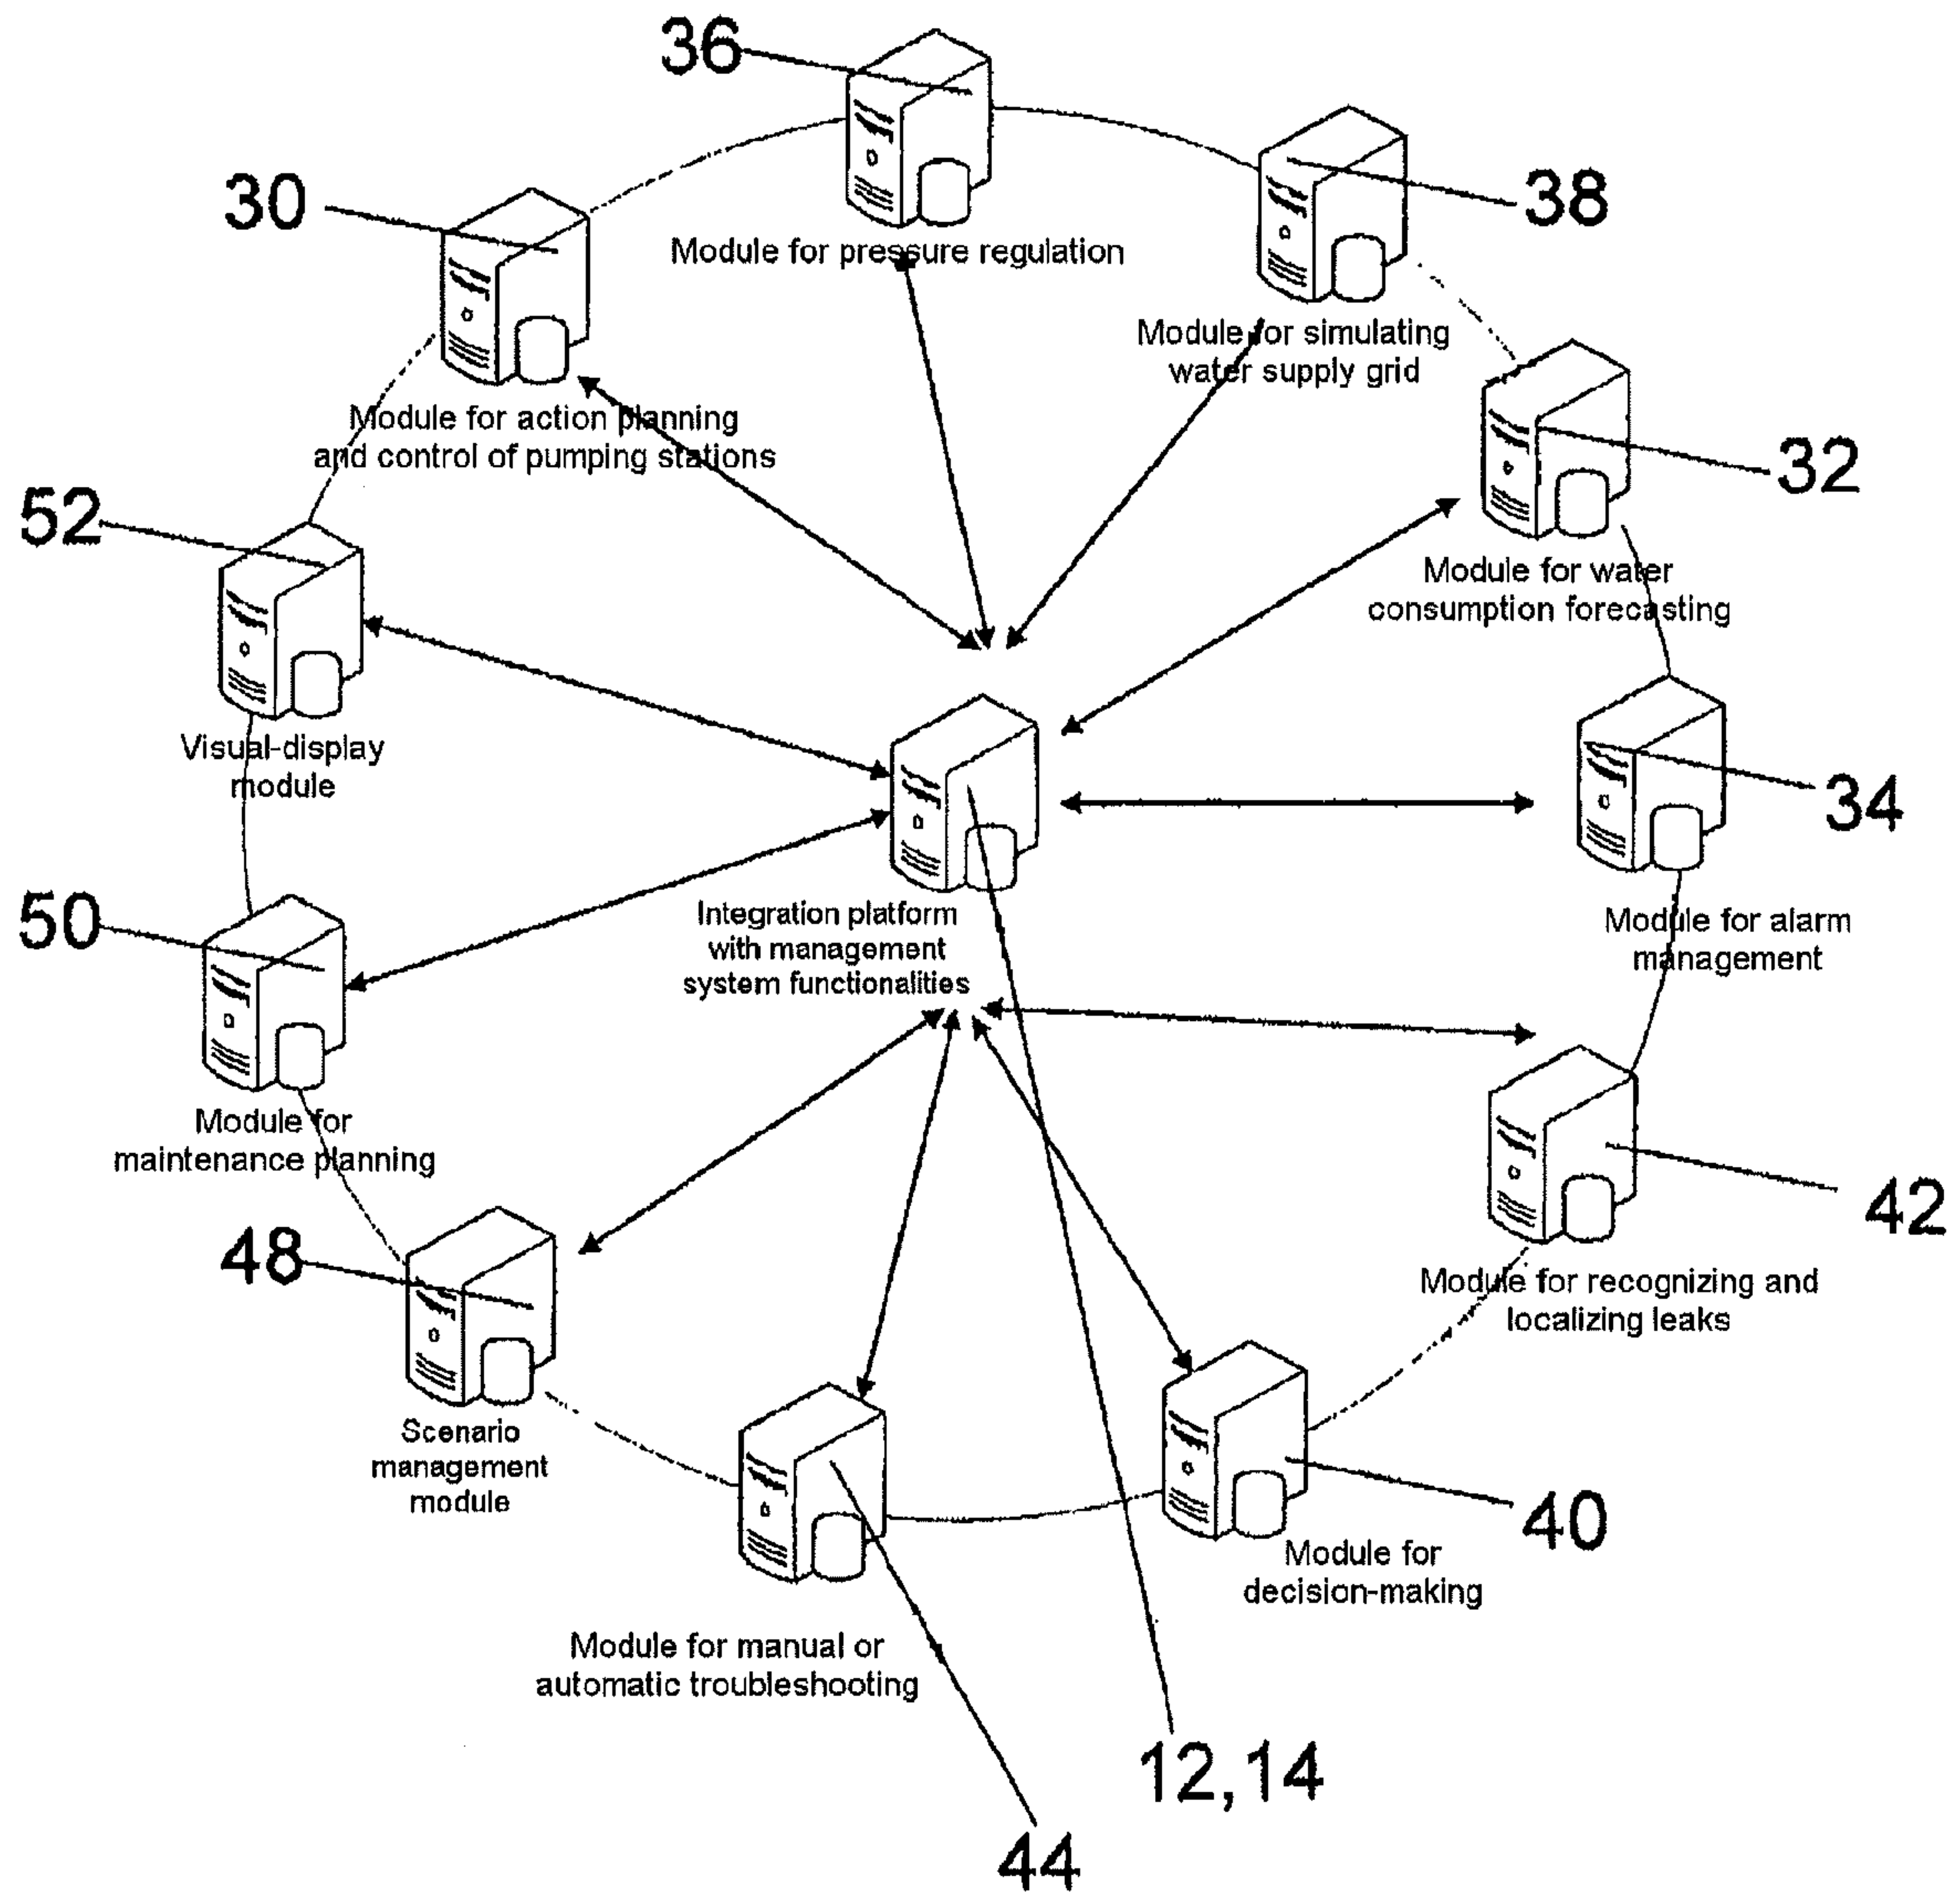 36
38
30
Module for pressure regulation
Module for simulating
water supply grid
32
Module for action planning
and control of pumping stations
52
Module for water
consumption forecasting
Visual-display
module
34
50
Integration platform
with management
system functionalities
Module for alarm
management
Module for
maintenance planning
42
48
Module for recognizing and
localizing leaks
Scenario
management
module
40
Module for
decision-making
Module for manual or
automatic troubleshooting
12,14
44